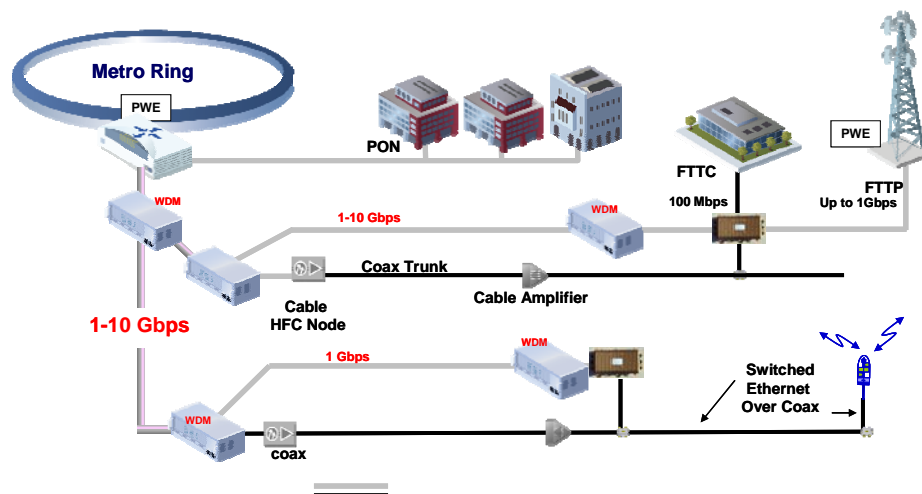 Metro Ring
PWE
PON
FTTC
PWE
FTTP
Up to 1Gbps
100 Mbps
WDM
1-10 Gbps
WDM
Coax Trunk
Cable Amplifier
Cable
HFC Node
1-10 Gbps
1 Gbps
WDM
Switched
Ethernet
Over Coax
WDM
coax